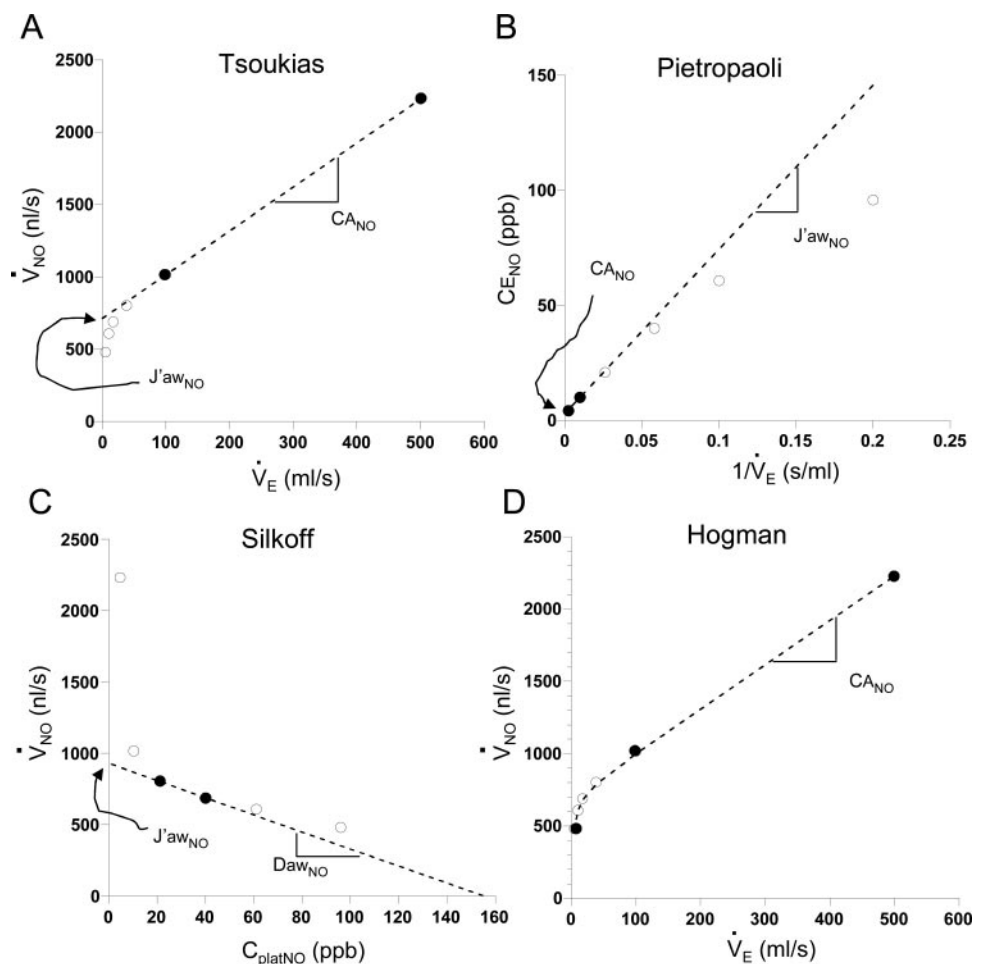 A
Tsoukias
2500
2000
1500
1000
500
0
V̇NO (nl/s)
CANO
J'awNO
0 100 200 300 400 500 600
V̇E (ml/s)
B
Pietropaoli
150
100
50
0
CENO (ppb)
CANO
J'awNO
0 0.05 0.1 0.15 0.2 0.25
1/V̇E (s/ml)
C
Silkoff
2500
2000
1500
1000
500
0
V̇NO (nl/s)
J'awNO
DawNO
0 20 40 60 80 100 120 140 160
CplatNO (ppb)
D
Hogman
2500
2000
1500
1000
500
0
V̇NO (nl/s)
CANO
0 100 200 300 400 500 600
V̇E (ml/s)